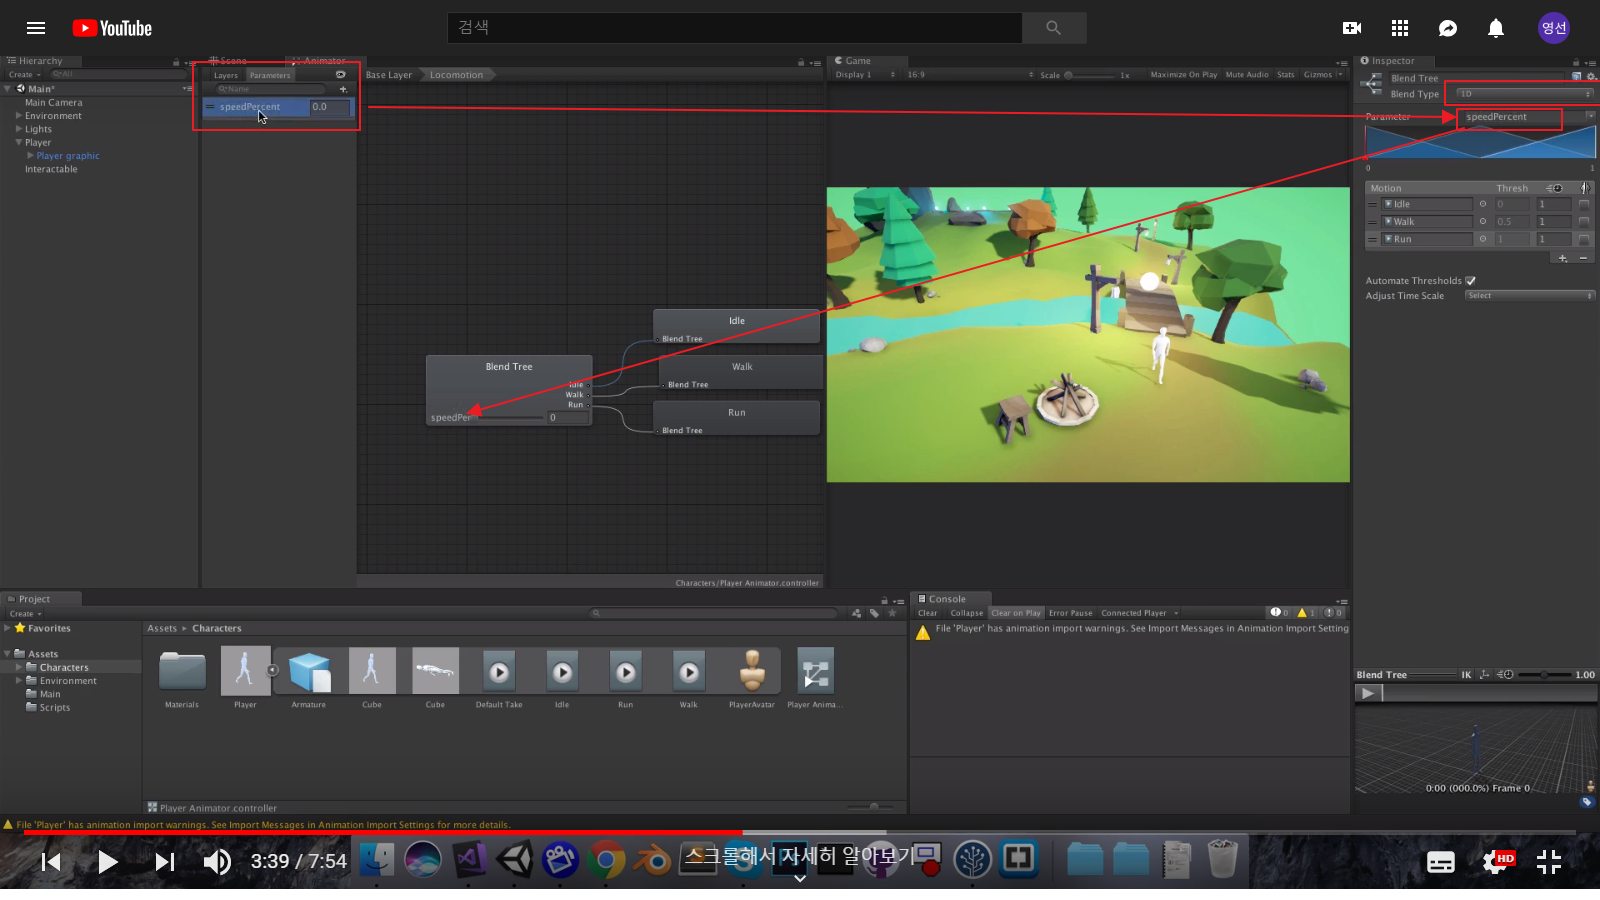 YouTube
검색
영선
Hierarchy
Create
All
Main*
Main Camera
Environment
Lights
Player
Player graphic
Interactable
Scene
Animator
Layers
Parameters
Name
speedPercent
0.0
Base Layer
Locomotion
Idle
Blend Tree
Walk
Blend Tree
Run
Blend Tree
Blend Tree
Idle
Walk
Run
speedPer
0
Characters/Player Animator.controller
Game
Display 1
16:9
Scale
1x
Maximize On Play
Mute Audio
Stats
Gizmos
Inspector
Blend Tree
Blend Type
1D
Parameter
speedPercent
0
1
Motion
Thresh
Idle
0
1
Walk
0.5
1
Run
1
1
Automate Thresholds
Adjust Time Scale
Select
Project
Create
Favorites
Assets
Characters
Environment
Main
Scripts
Assets ▸ Characters
Materials
Player
Armature
Cube
Cube
Default Take
Idle
Run
Walk
PlayerAvatar
Player Anima...
Player Animator.controller
Console
Clear
Collapse
Clear on Play
Error Pause
Connected Player
0
1
0
File 'Player' has animation import warnings. See Import Messages in Animation Import Setting
Blend Tree
IK
1.00
0:00 (000.0%) Frame 0
File 'Player' has animation import warnings. See Import Messages in Animation Import Settings for more details.
3:39 / 7:54
스크롤해서 자세히 알아보기
HD